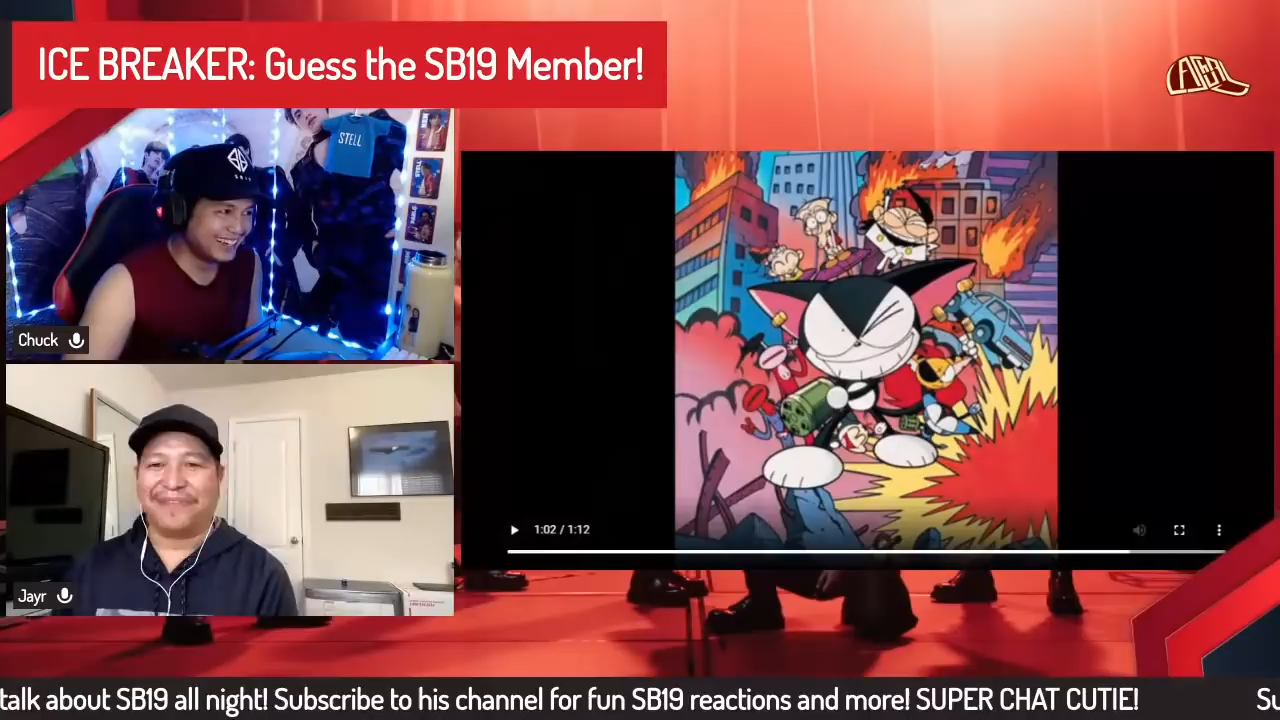 ICE BREAKER: Guess the SB19 Member!
STELL
Chuck
Jayr
1:02 / 1:12
talk about SB19 all night! Subscribe to his channel for fun SB19 reactions and more! SUPER CHAT CUTIE!
Su